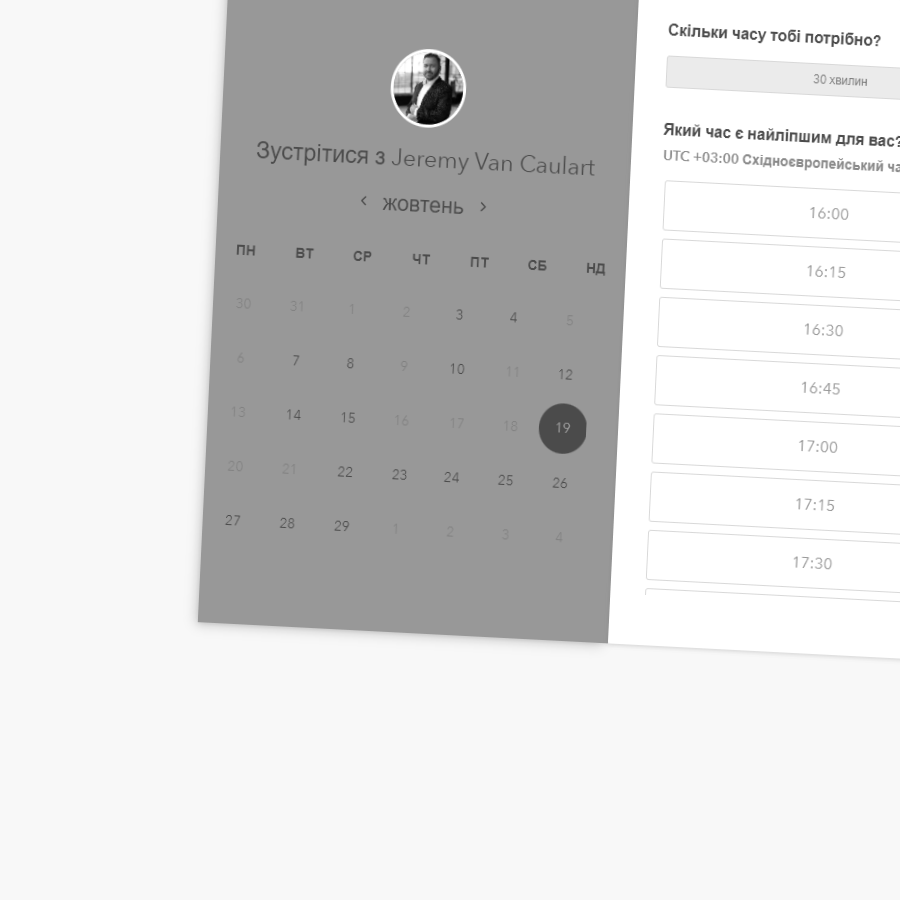 Зустрітися з Jeremy Van Caulart
‹ жовтень ›
ПН ВТ СР ЧТ ПТ СБ НД
30 31 1 2 3 4 5
6 7 8 9 10 11 12
13 14 15 16 17 18 19
20 21 22 23 24 25 26
27 28 29 1 2 3 4
Скільки часу тобі потрібно?
30 хвилин
Який час є найліпшим для вас?
UTC +03:00 Східноєвропейський ча
16:00
16:15
16:30
16:45
17:00
17:15
17:30